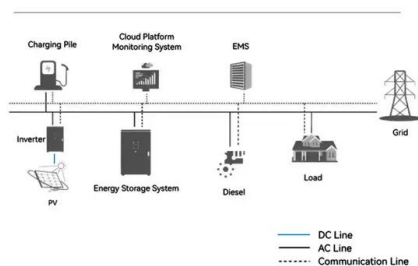 Charging Pile
Cloud Platform
Monitoring System
EMS
Grid
Inverter
PV
Energy Storage System
Diesel
Load
DC Line
AC Line
Communication Line